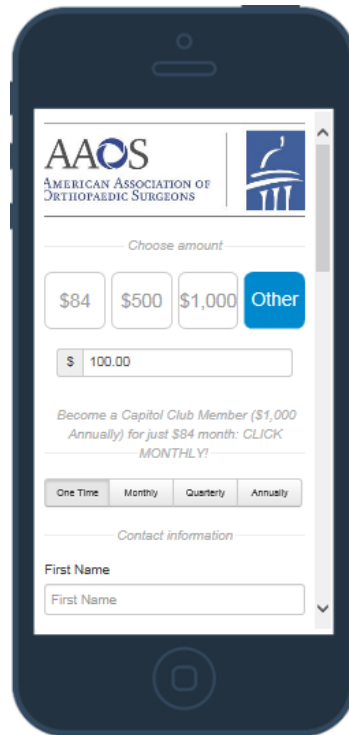 AAOS
AMERICAN ASSOCIATION OF
ORTHOPAEDIC SURGEONS
Choose amount
$84 $500 $1,000 Other
$ 100.00
Become a Capitol Club Member ($1,000
Annually) for just $84 month: CLICK
MONTHLY!
One Time Monthly Quarterly Annually
Contact information
First Name
First Name